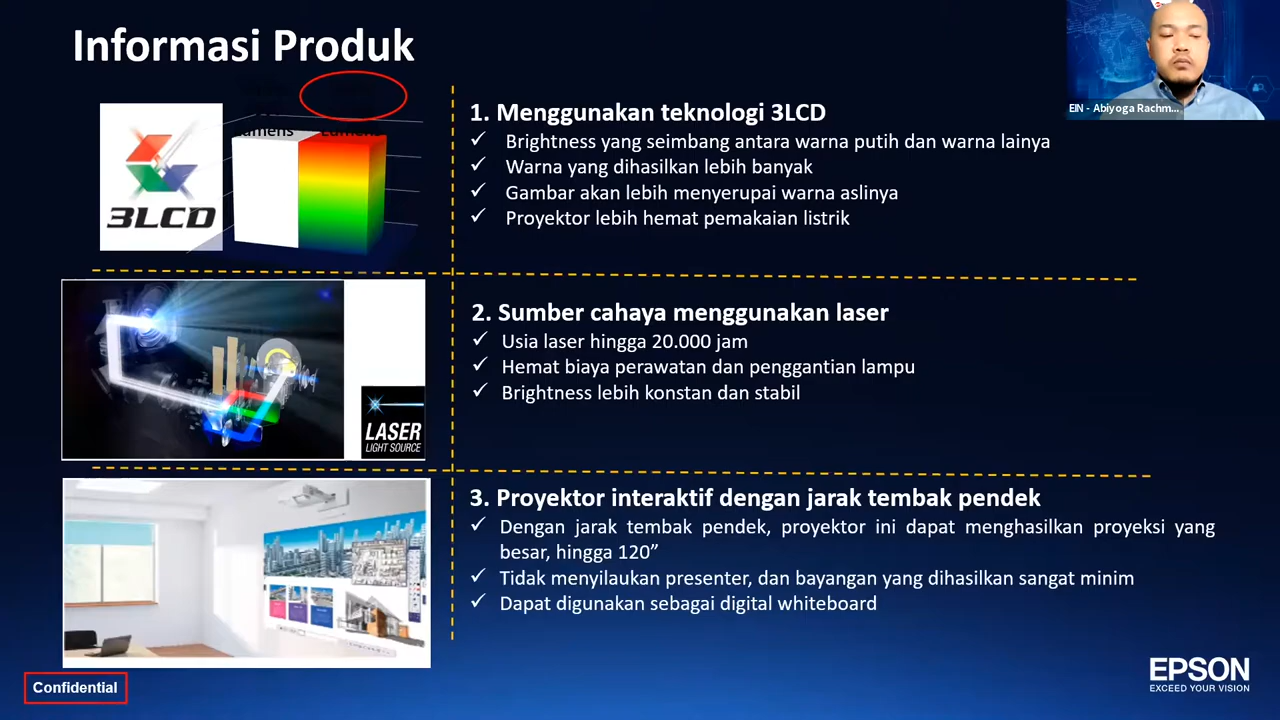 Informasi Produk
EIN - Abiyoga Rachm...
3LCD
Lumens
1. Menggunakan teknologi 3LCD
✓ Brightness yang seimbang antara warna putih dan warna lainya
✓ Warna yang dihasilkan lebih banyak
✓ Gambar akan lebih menyerupai warna aslinya
✓ Proyektor lebih hemat pemakaian listrik
LASER
LIGHT SOURCE
2. Sumber cahaya menggunakan laser
✓ Usia laser hingga 20.000 jam
✓ Hemat biaya perawatan dan penggantian lampu
✓ Brightness lebih konstan dan stabil
3. Proyektor interaktif dengan jarak tembak pendek
✓ Dengan jarak tembak pendek, proyektor ini dapat menghasilkan proyeksi yang
besar, hingga 120”
✓ Tidak menyilaukan presenter, dan bayangan yang dihasilkan sangat minim
✓ Dapat digunakan sebagai digital whiteboard
Confidential
EPSON
EXCEED YOUR VISION